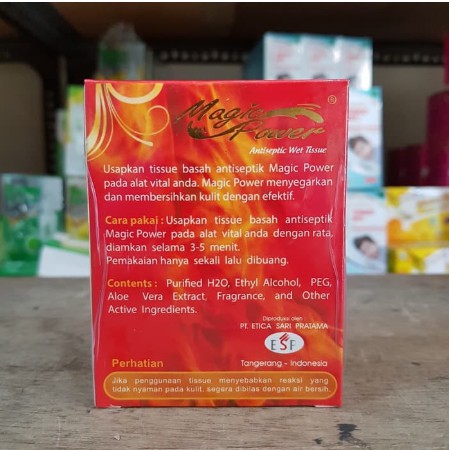 Magic
Power ®
Antiseptic Wet Tissue
Usapkan tissue basah antiseptik Magic Power
pada alat vital anda. Magic Power menyegarkan
dan membersihkan kulit dengan efektif.
Cara pakai : Usapkan tissue basah antiseptik
Magic Power pada alat vital anda dengan rata,
diamkan selama 3-5 menit.
Pemakaian hanya sekali lalu dibuang.
Contents : Purified H2O, Ethyl Alcohol, PEG,
Aloe Vera Extract, Fragrance, and Other
Active Ingredients.
Diproduksi oleh :
PT. ETICA SARI PRATAMA
ESP
Tangerang - Indonesia
Perhatian
Jika penggunaan tissue menyebabkan reaksi yang
tidak nyaman pada kulit, segera dibilas dengan air bersih.